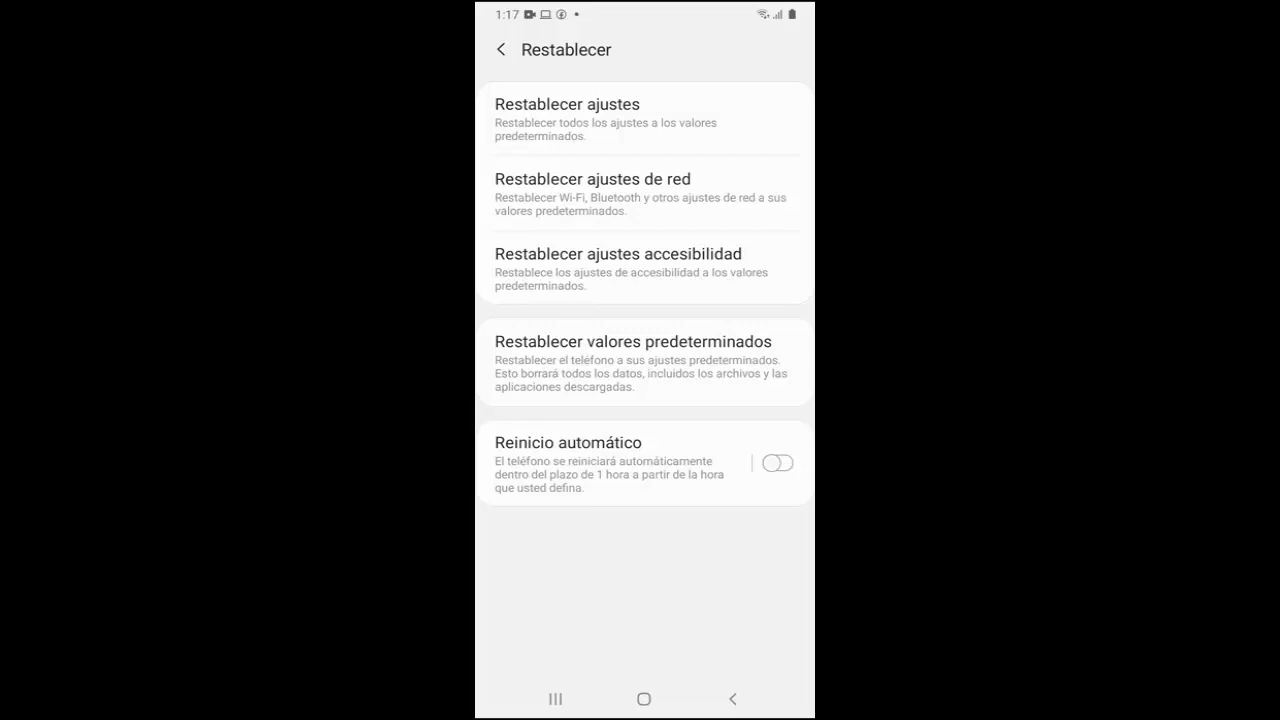 1:17
Restablecer
Restablecer ajustes
Restablecer todos los ajustes a los valores
predeterminados.
Restablecer ajustes de red
Restablecer Wi-Fi, Bluetooth y otros ajustes de red a sus
valores predeterminados.
Restablecer ajustes accesibilidad
Restablece los ajustes de accesibilidad a los valores
predeterminados.
Restablecer valores predeterminados
Restablecer el teléfono a sus ajustes predeterminados.
Esto borrará todos los datos, incluidos los archivos y las
aplicaciones descargadas.
Reinicio automático
El teléfono se reiniciará automáticamente
dentro del plazo de 1 hora a partir de la hora
que usted defina.